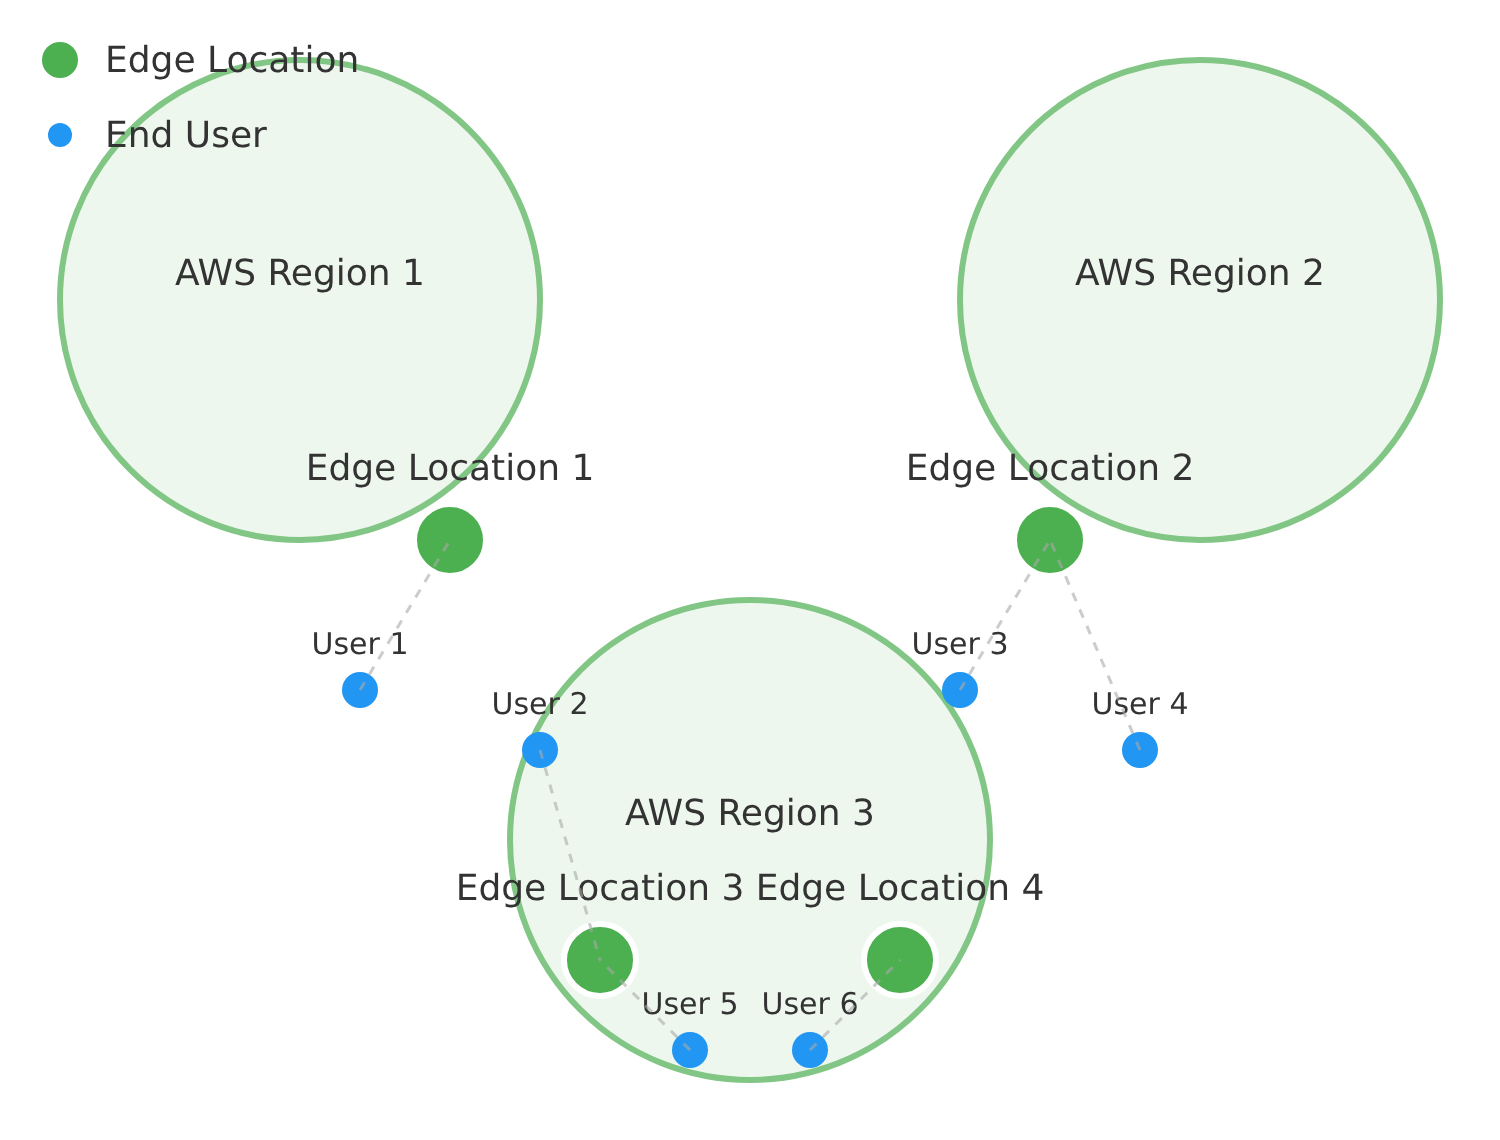 Edge Location
End User
AWS Region 1
AWS Region 2
Edge Location 1
Edge Location 2
User 1
User 3
User 2
User 4
AWS Region 3
Edge Location 3
Edge Location 4
User 5
User 6